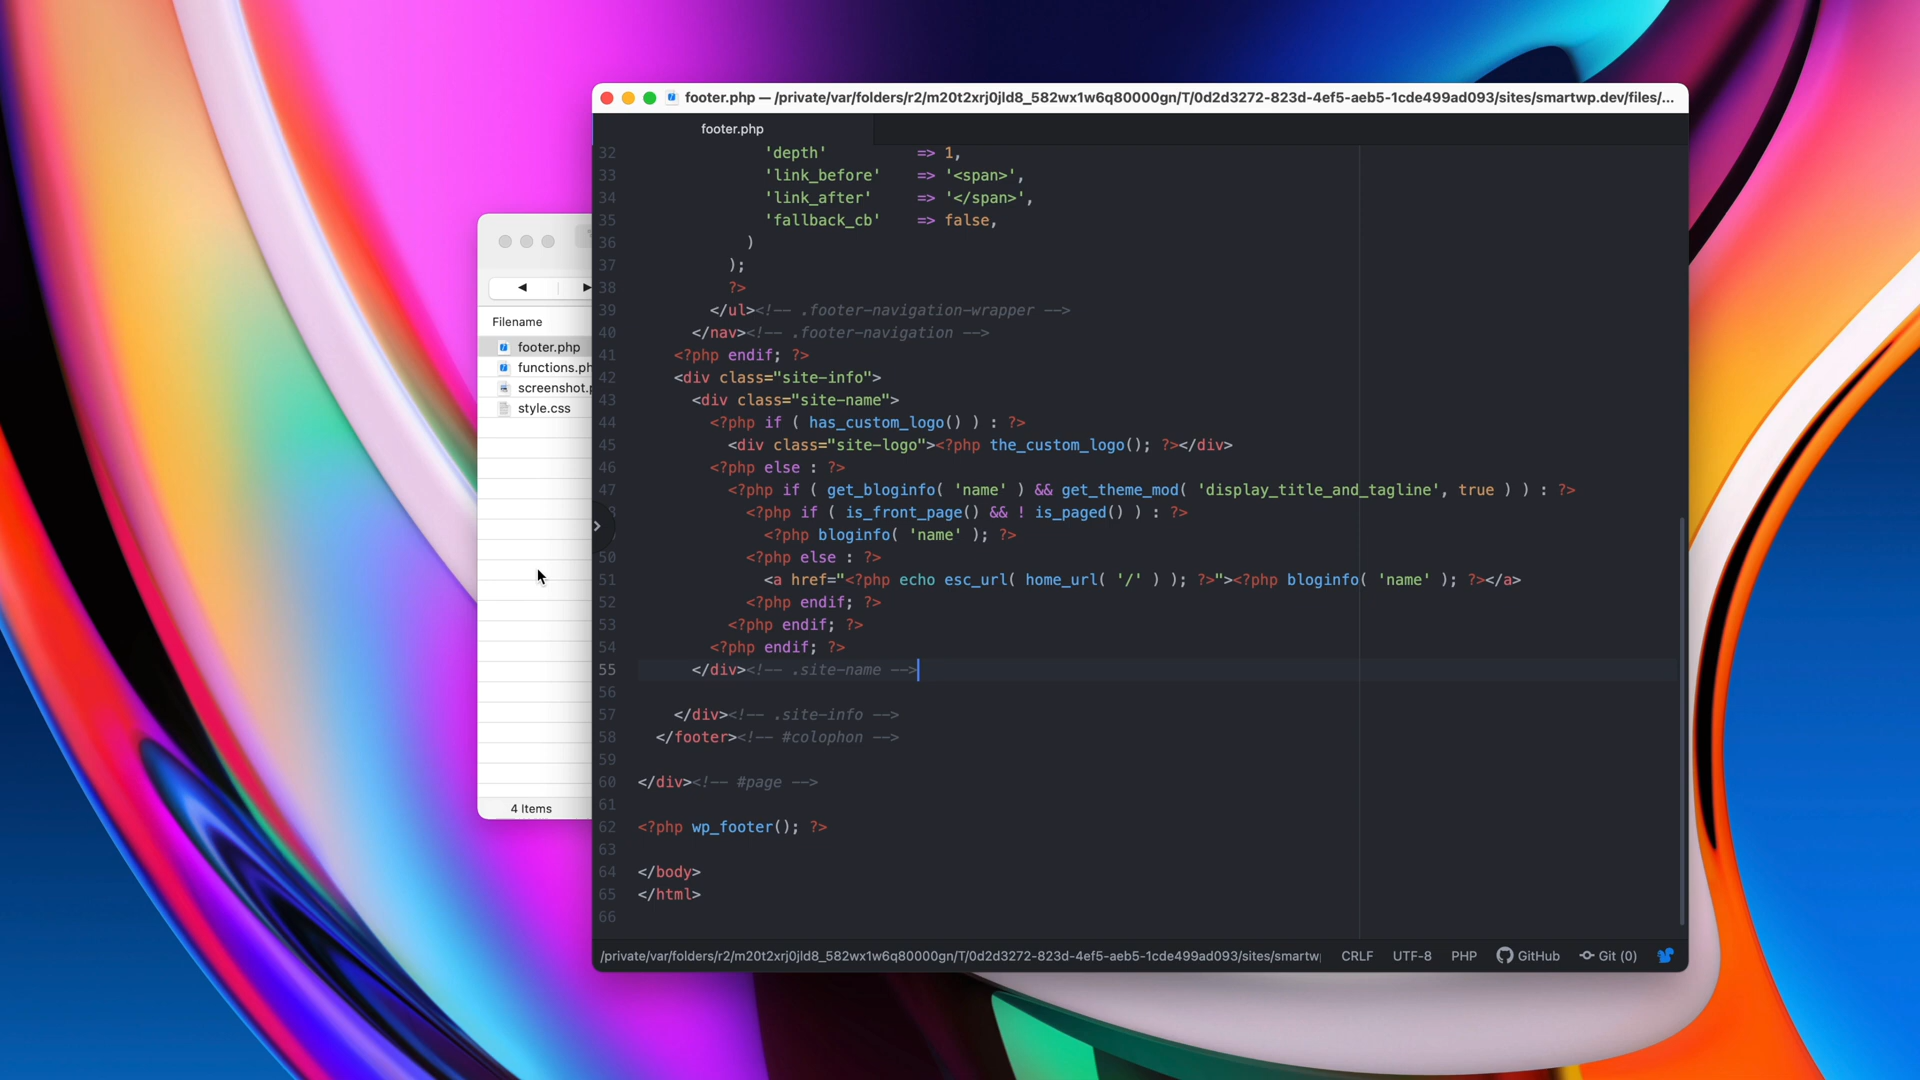 footer.php — /private/var/folders/r2/m20t2xrj0jld8_582wx1w6q80000gn/T/0d2d3272-823d-4ef5-aeb5-1cde499ad093/sites/smartwp.dev/files/...
footer.php
32 'depth' => 1,
33 'link_before' => '<span>',
34 'link_after' => '</span>',
35 'fallback_cb' => false,
36 )
37 );
38 ?>
39 </ul><!-- .footer-navigation-wrapper -->
40 </nav><!-- .footer-navigation -->
41 <?php endif; ?>
42 <div class="site-info">
43 <div class="site-name">
44 <?php if ( has_custom_logo() ) : ?>
45 <div class="site-logo"><?php the_custom_logo(); ?></div>
46 <?php else : ?>
47 <?php if ( get_bloginfo( 'name' ) && get_theme_mod( 'display_title_and_tagline', true ) ) : ?>
<?php if ( is_front_page() && ! is_paged() ) : ?>
<?php bloginfo( 'name' ); ?>
50 <?php else : ?>
51 <a href="<?php echo esc_url( home_url( '/' ) ); ?>"><?php bloginfo( 'name' ); ?></a>
52 <?php endif; ?>
53 <?php endif; ?>
54 <?php endif; ?>
55 </div><!-- .site-name -->
56
57 </div><!-- .site-info -->
58 </footer><!-- #colophon -->
59
60 </div><!-- #page -->
61
62 <?php wp_footer(); ?>
63
64 </body>
65 </html>
66
/private/var/folders/r2/m20t2xrj0jld8_582wx1w6q80000gn/T/0d2d3272-823d-4ef5-aeb5-1cde499ad093/sites/smartw CRLF UTF-8 PHP GitHub Git (0)
Filename
footer.php
functions.ph
screenshot.p
style.css
4 Items